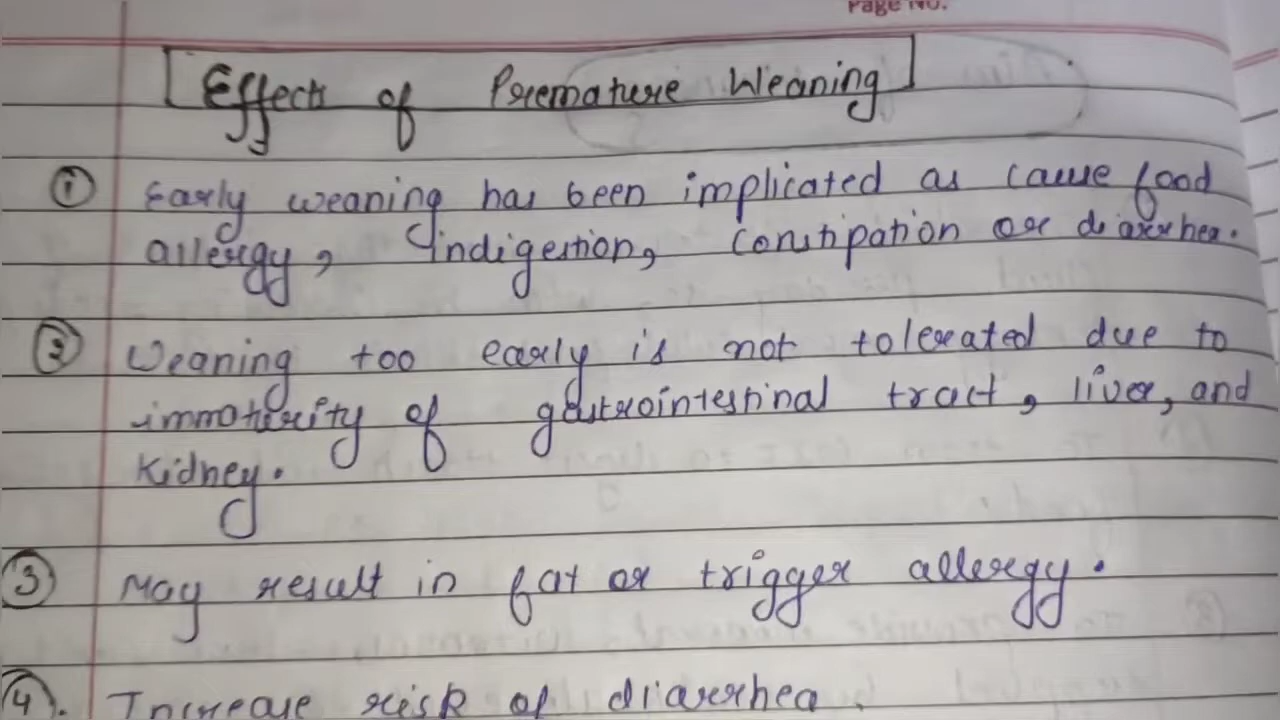 Page No.
Effects of Premature Weaning
① Early weaning has been implicated as cause food
allergy, indigestion, constipation or diarrhea.
② Weaning too early is not tolerated due to
immaturity of gastrointestinal tract, liver, and
Kidney.
③ May result in fat or trigger allergy.
④. Increase risk of diarrhea.